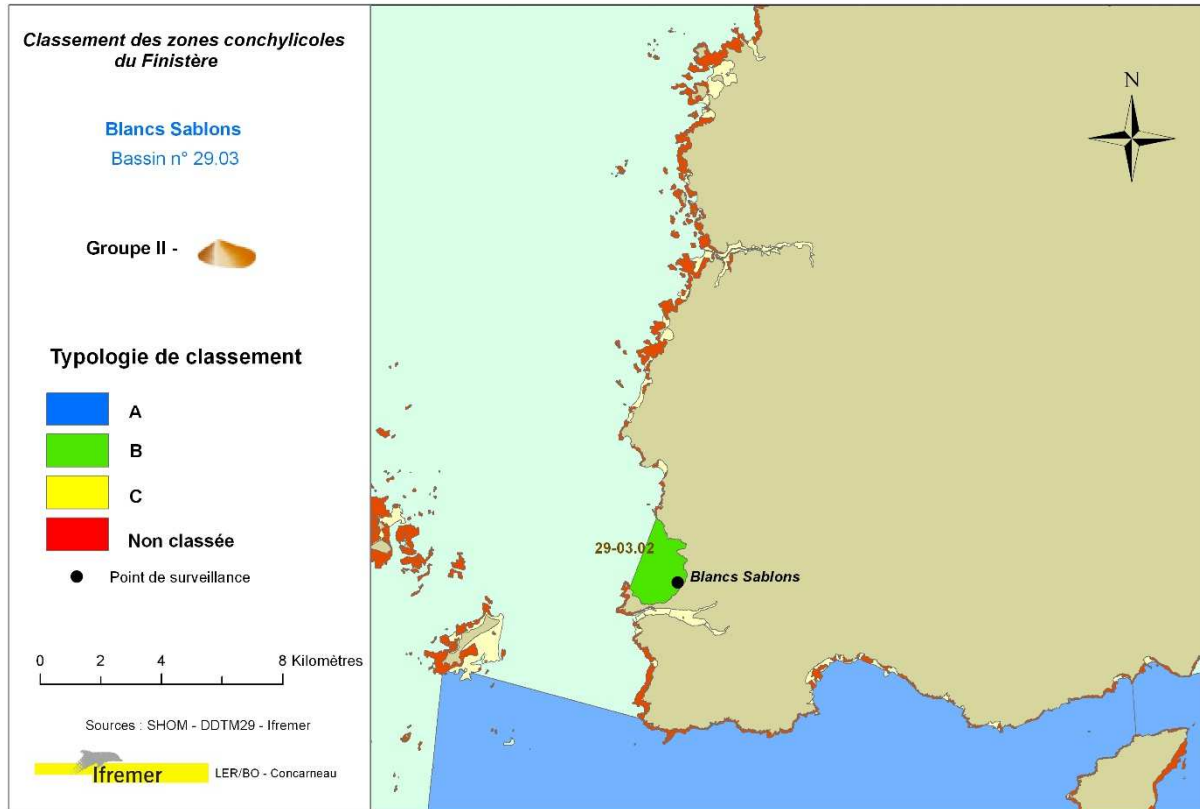 Classement des zones conchylicoles
du Finistère
Blancs Sablons
Bassin n° 29.03
Groupe II -
Typologie de classement
A
B
C
Non classée
Point de surveillance
0 2 4 8 Kilomètres
Sources : SHOM - DDTM29 - Ifremer
Ifremer
LER/BO - Concarneau
N
29-03.02
Blancs Sablons